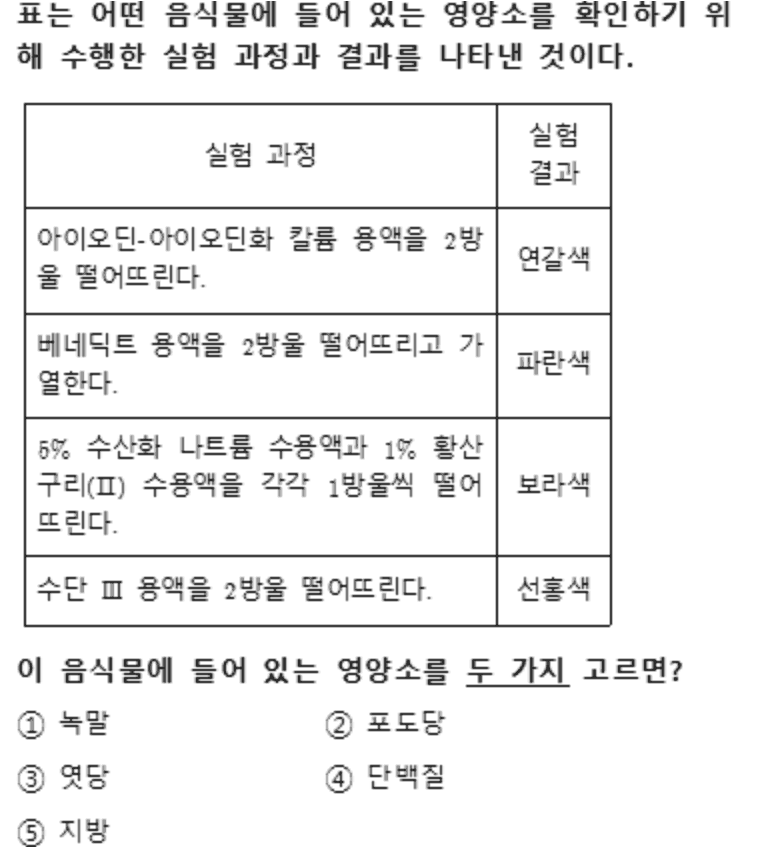 표는 어떤 음식물에 들어 있는 영양소를 확인하기 위
해 수행한 실험 과정과 결과를 나타낸 것이다.
실험 과정
실험
결과
아이오딘-아이오딘화 칼륨 용액을 2방
울 떨어뜨린다.
연갈색
베네딕트 용액을 2방울 떨어뜨리고 가
열한다.
파란색
5% 수산화 나트륨 수용액과 1% 황산
구리(Ⅱ) 수용액을 각각 1방울씩 떨어
뜨린다.
보라색
수단 Ⅲ 용액을 2방울 떨어뜨린다.
선홍색
이 음식물에 들어 있는 영양소를 두 가지 고르면?
① 녹말 ② 포도당
③ 엿당 ④ 단백질
⑤ 지방